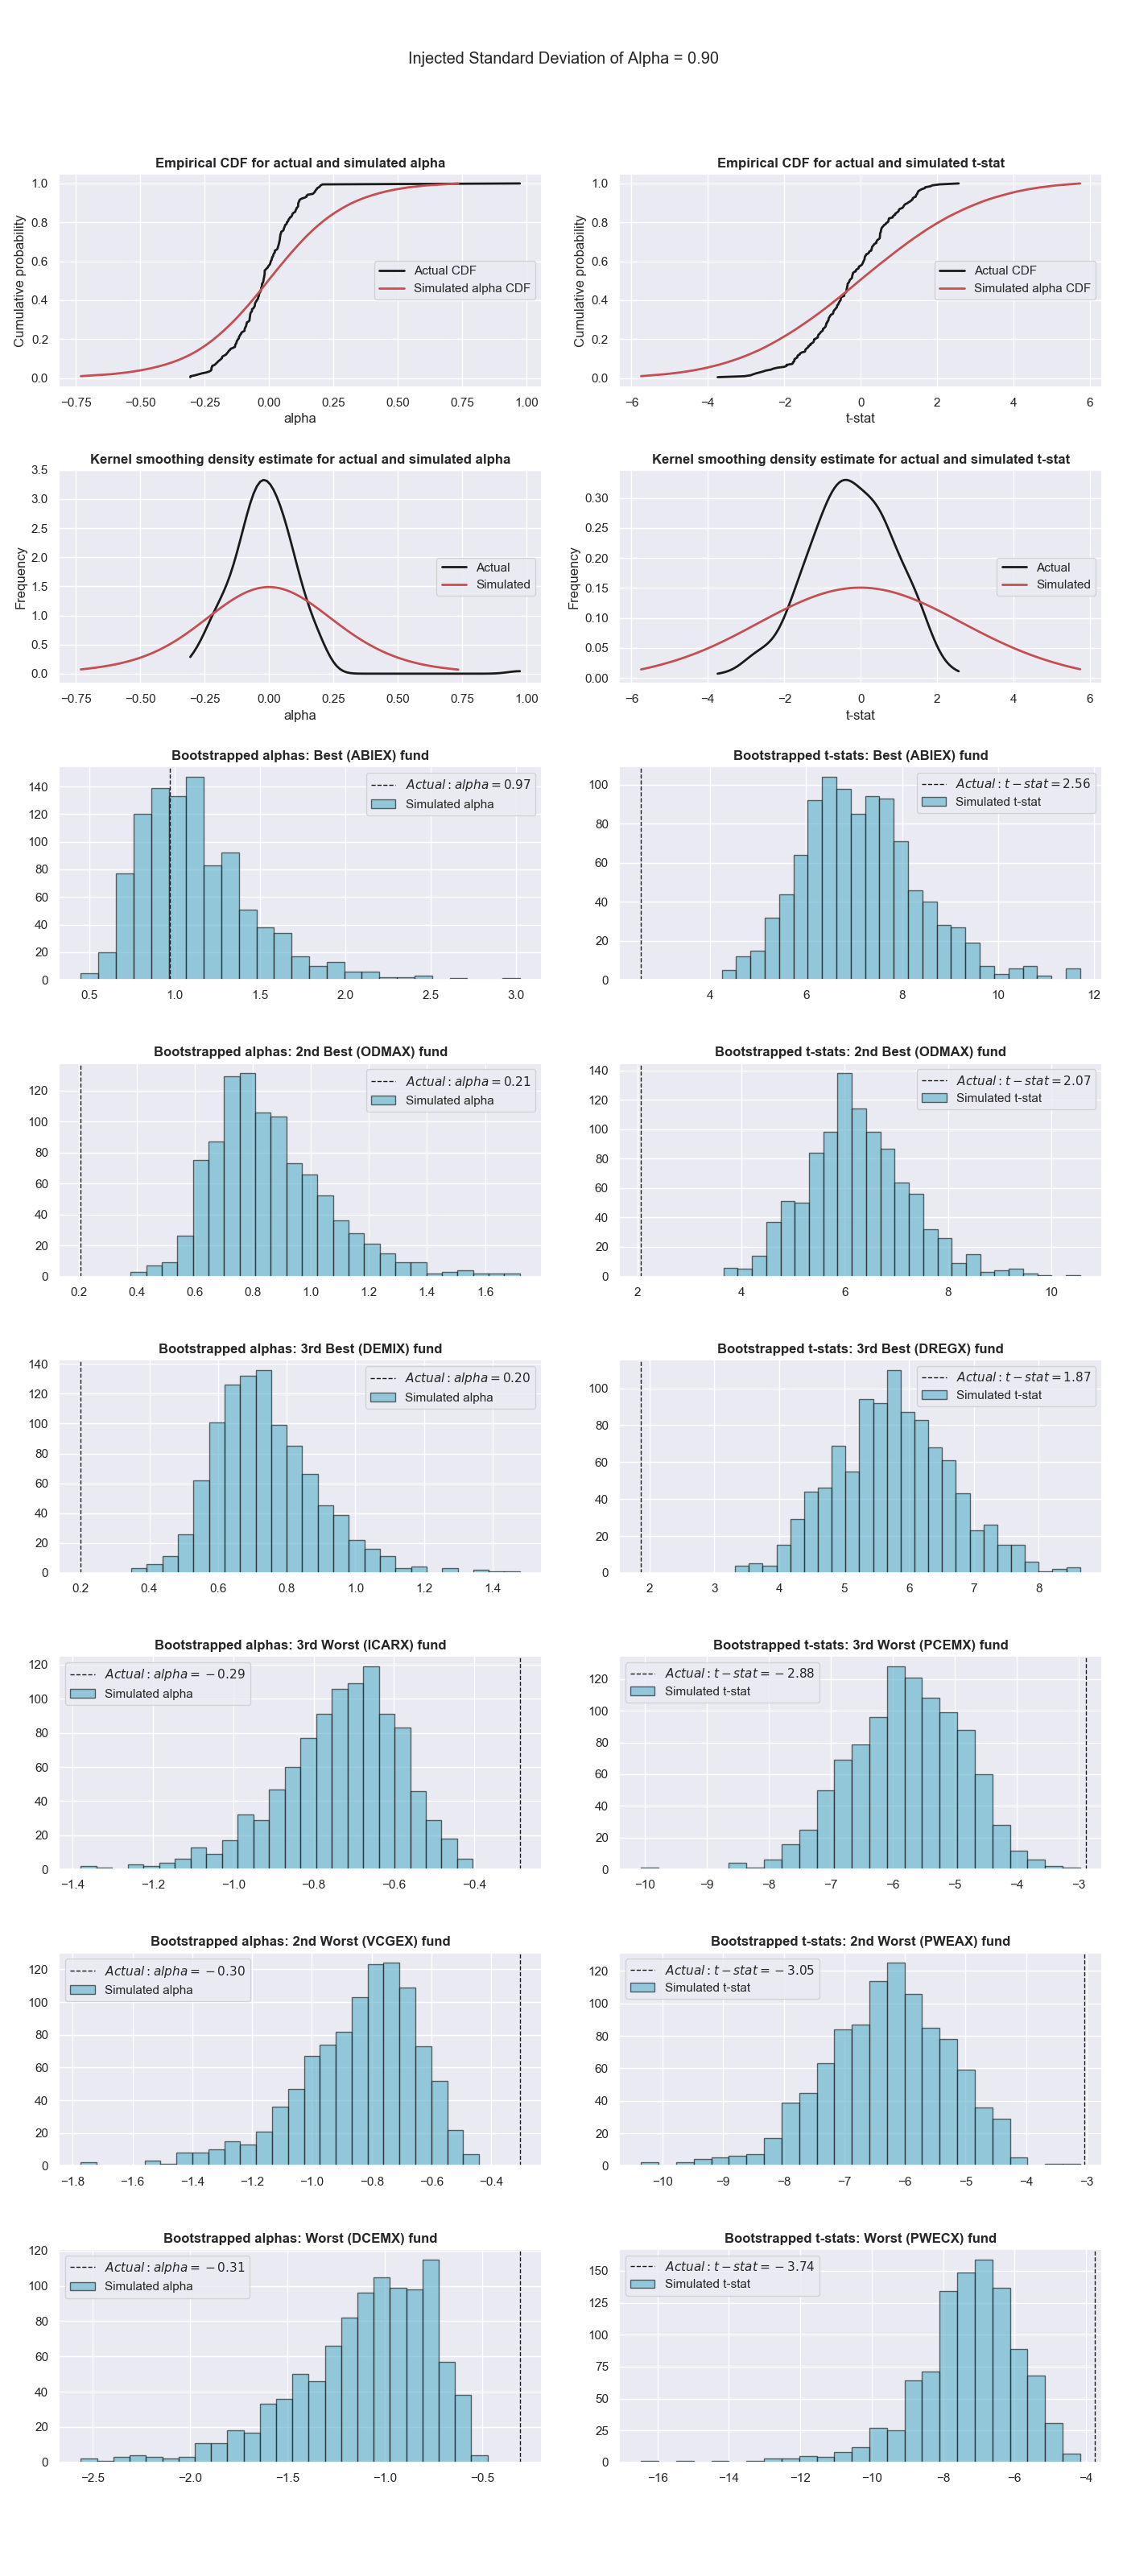 Injected Standard Deviation of Alpha = 0.90
Empirical CDF for actual and simulated alpha
Cumulative probability
1.0
0.8
0.6
0.4
0.2
0.0
Actual CDF
Simulated alpha CDF
−0.75 −0.50 −0.25 0.00 0.25 0.50 0.75 1.00
alpha
Empirical CDF for actual and simulated t-stat
Cumulative probability
1.0
0.8
0.6
0.4
0.2
0.0
Actual CDF
Simulated alpha CDF
−6 −4 −2 0 2 4 6
t-stat
Kernel smoothing density estimate for actual and simulated alpha
Frequency
3.5
3.0
2.5
2.0
1.5
1.0
0.5
0.0
Actual
Simulated
−0.75 −0.50 −0.25 0.00 0.25 0.50 0.75 1.00
alpha
Kernel smoothing density estimate for actual and simulated t-stat
Frequency
0.30
0.25
0.20
0.15
0.10
0.05
0.00
Actual
Simulated
−6 −4 −2 0 2 4 6
t-stat
Bootstrapped alphas: Best (ABIEX) fund
140
120
100
80
60
40
20
0
Actual: alpha = 0.97
Simulated alpha
0.5 1.0 1.5 2.0 2.5 3.0
Bootstrapped t-stats: Best (ABIEX) fund
100
80
60
40
20
0
Actual: t − stat = 2.56
Simulated t-stat
4 6 8 10 12
Bootstrapped alphas: 2nd Best (ODMAX) fund
120
100
80
60
40
20
0
Actual: alpha = 0.21
Simulated alpha
0.2 0.4 0.6 0.8 1.0 1.2 1.4 1.6
Bootstrapped t-stats: 2nd Best (ODMAX) fund
140
120
100
80
60
40
20
0
Actual: t − stat = 2.07
Simulated t-stat
2 4 6 8 10
Bootstrapped alphas: 3rd Best (DEMIX) fund
140
120
100
80
60
40
20
0
Actual: alpha = 0.20
Simulated alpha
0.2 0.4 0.6 0.8 1.0 1.2 1.4
Bootstrapped t-stats: 3rd Best (DREGX) fund
100
80
60
40
20
0
Actual: t − stat = 1.87
Simulated t-stat
2 3 4 5 6 7 8
Bootstrapped alphas: 3rd Worst (ICARX) fund
120
100
80
60
40
20
0
Actual: alpha = −0.29
Simulated alpha
−1.4 −1.2 −1.0 −0.8 −0.6 −0.4
Bootstrapped t-stats: 3rd Worst (PCEMX) fund
120
100
80
60
40
20
0
Actual: t − stat = −2.88
Simulated t-stat
−10 −9 −8 −7 −6 −5 −4 −3
Bootstrapped alphas: 2nd Worst (VCGEX) fund
120
100
80
60
40
20
0
Actual: alpha = −0.30
Simulated alpha
−1.8 −1.6 −1.4 −1.2 −1.0 −0.8 −0.6 −0.4
Bootstrapped t-stats: 2nd Worst (PWEAX) fund
120
100
80
60
40
20
0
Actual: t − stat = −3.05
Simulated t-stat
−10 −9 −8 −7 −6 −5 −4 −3
Bootstrapped alphas: Worst (DCEMX) fund
120
100
80
60
40
20
0
Actual: alpha = −0.31
Simulated alpha
−2.5 −2.0 −1.5 −1.0 −0.5
Bootstrapped t-stats: Worst (PWECX) fund
150
125
100
75
50
25
0
Actual: t − stat = −3.74
Simulated t-stat
−16 −14 −12 −10 −8 −6 −4